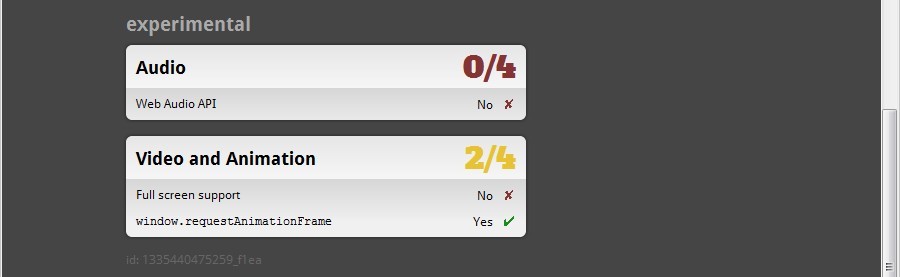 experimental
Audio 0/4
Web Audio API No ✘
Video and Animation 2/4
Full screen support No ✘
window.requestAnimationFrame Yes ✔
id: 1335440475259_f1ea